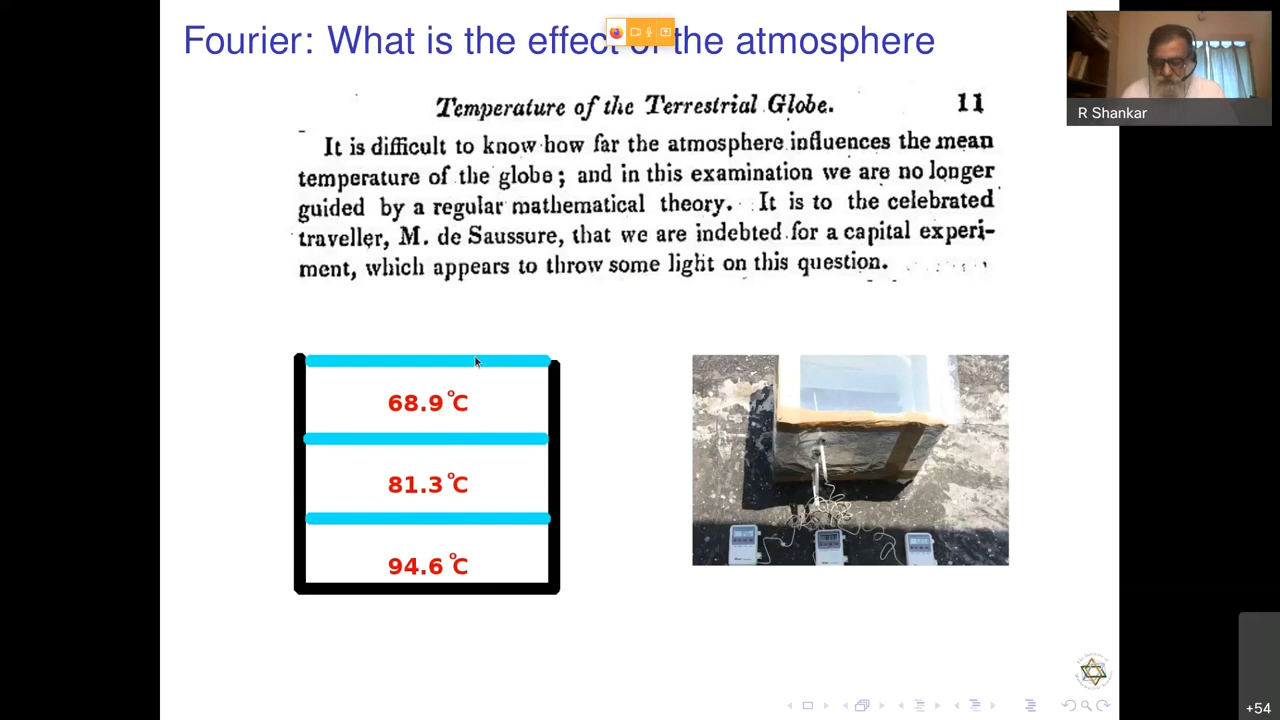 Fourier: What is the effect of the atmosphere
R Shankar
Temperature of the Terrestrial Globe. 11
It is difficult to know how far the atmosphere influences the mean
temperature of the globe; and in this examination we are no longer
guided by a regular mathematical theory. It is to the celebrated
traveller, M. de Saussure, that we are indebted for a capital experi-
ment, which appears to throw some light on this question.
68.9°C
81.3°C
94.6°C
+54